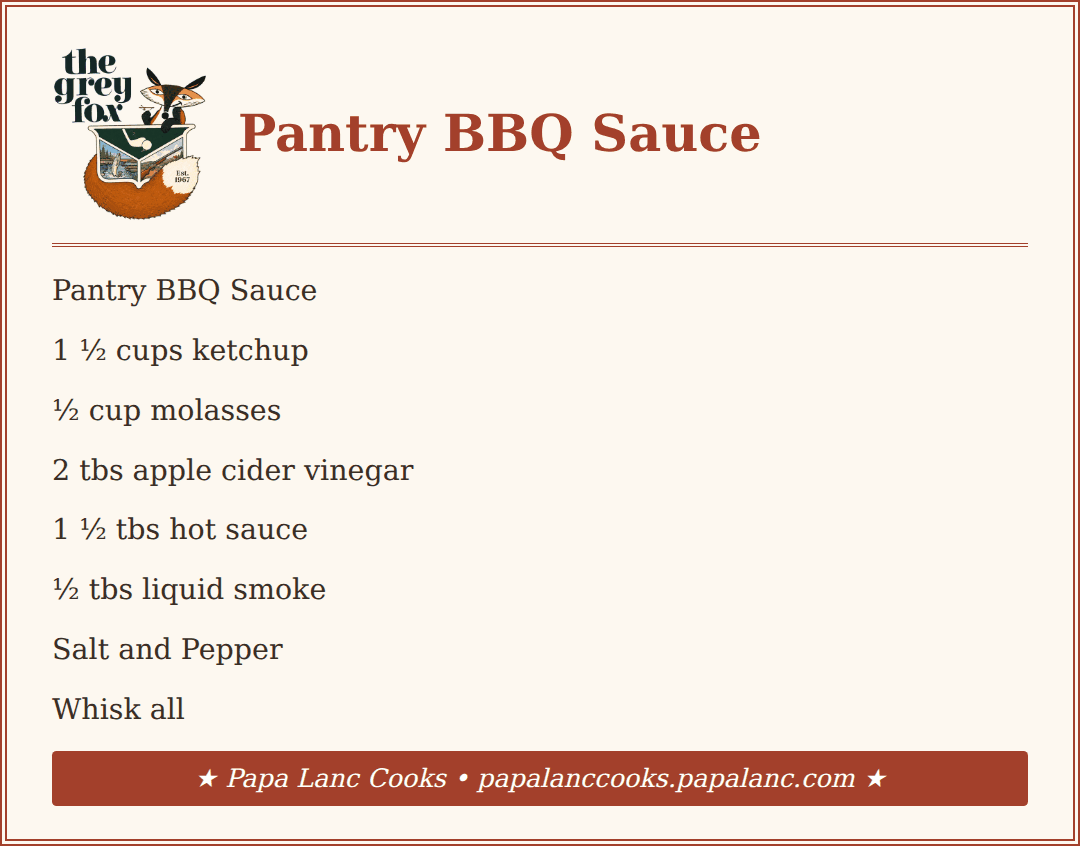 the
grey
fox
Est.
1967
Pantry BBQ Sauce
Pantry BBQ Sauce
1 ½ cups ketchup
½ cup molasses
2 tbs apple cider vinegar
1 ½ tbs hot sauce
½ tbs liquid smoke
Salt and Pepper
Whisk all
★ Papa Lanc Cooks • papalanccooks.papalanc.com ★